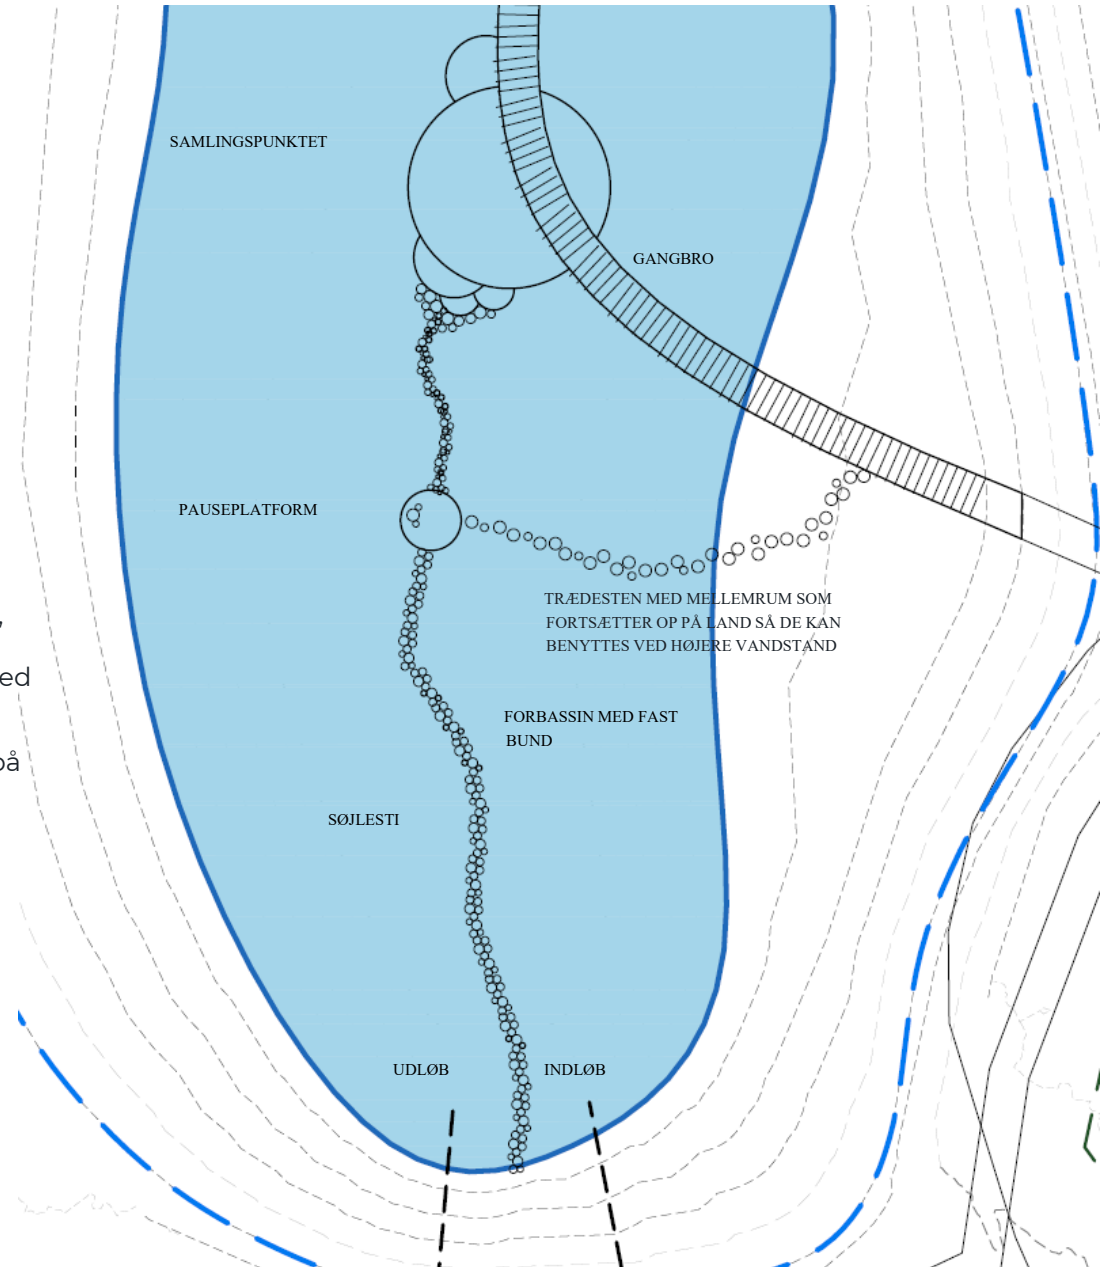 SAMLINGSPUNKTET
GANGBRO
PAUSEPLATFORM
TRÆDESTEN MED MELLEMRUM SOM
FORTSÆTTER OP PÅ LAND SÅ DE KAN
BENYTTES VED HØJERE VANDSTAND
ed
på
FORBASSIN MED FAST
BUND
SØJLESTI
UDLØB
INDLØB